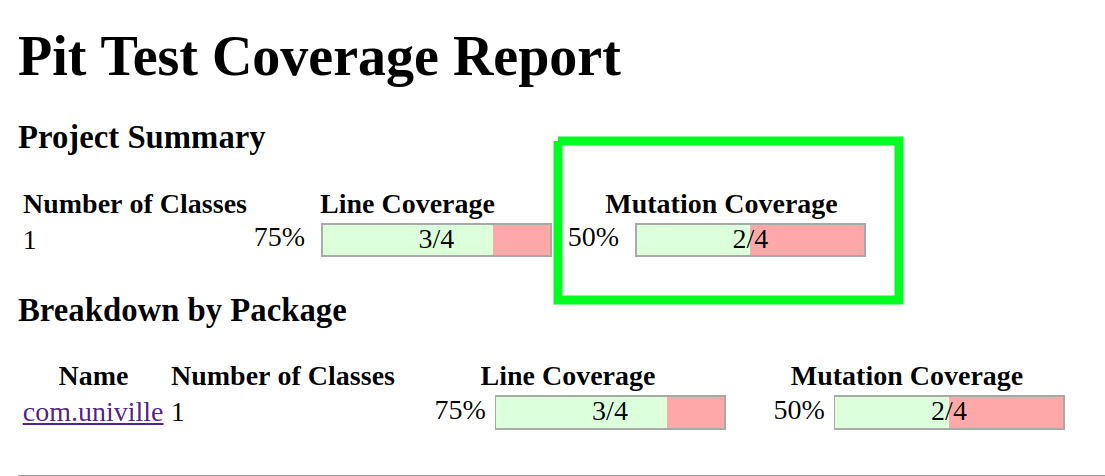 Pit Test Coverage Report
Project Summary
Number of Classes Line Coverage Mutation Coverage
1 75% 3/4 50% 2/4
Breakdown by Package
Name Number of Classes Line Coverage Mutation Coverage
com.univille 1 75% 3/4 50% 2/4